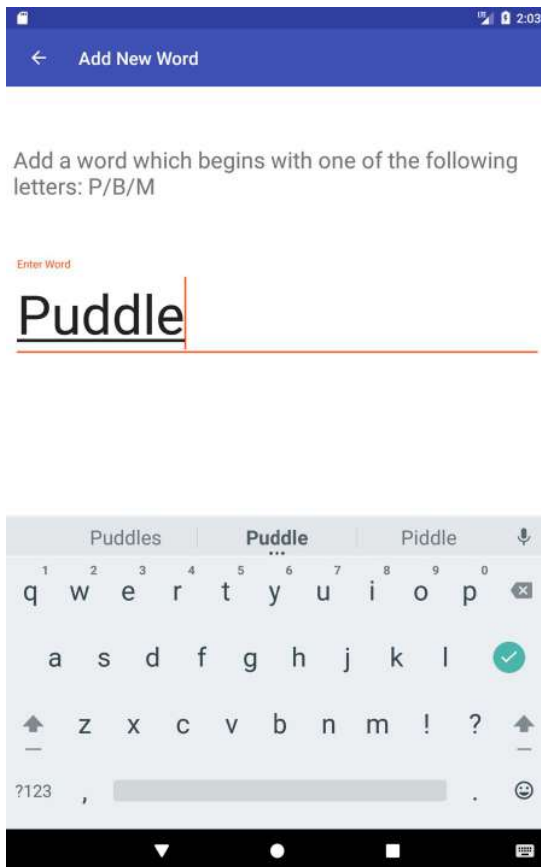 LTE 2:03
Add New Word
Add a word which begins with one of the following
letters: P/B/M
Enter Word
Puddle
Puddles Puddle Piddle
1 2 3 4 5 6 7 8 9 0
q w e r t y u i o p
a s d f g h j k l
z x c v b n m ! ?
?123 , .